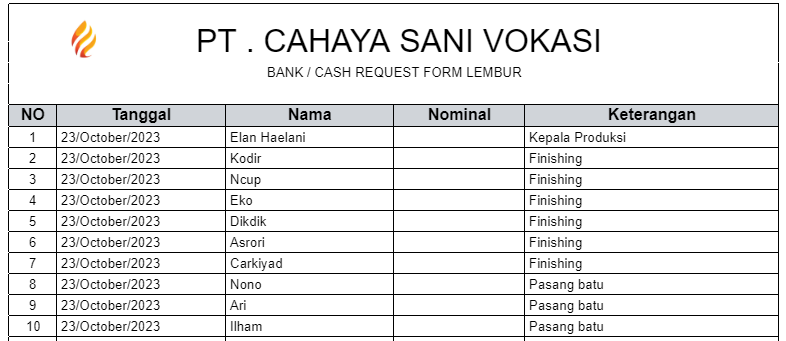 PT . CAHAYA SANI VOKASI
BANK / CASH REQUEST FORM LEMBUR
NO Tanggal Nama Nominal Keterangan
1 23/October/2023 Elan Haelani Kepala Produksi
2 23/October/2023 Kodir Finishing
3 23/October/2023 Ncup Finishing
4 23/October/2023 Eko Finishing
5 23/October/2023 Dikdik Finishing
6 23/October/2023 Asrori Finishing
7 23/October/2023 Carkiyad Finishing
8 23/October/2023 Nono Pasang batu
9 23/October/2023 Ari Pasang batu
10 23/October/2023 Ilham Pasang batu